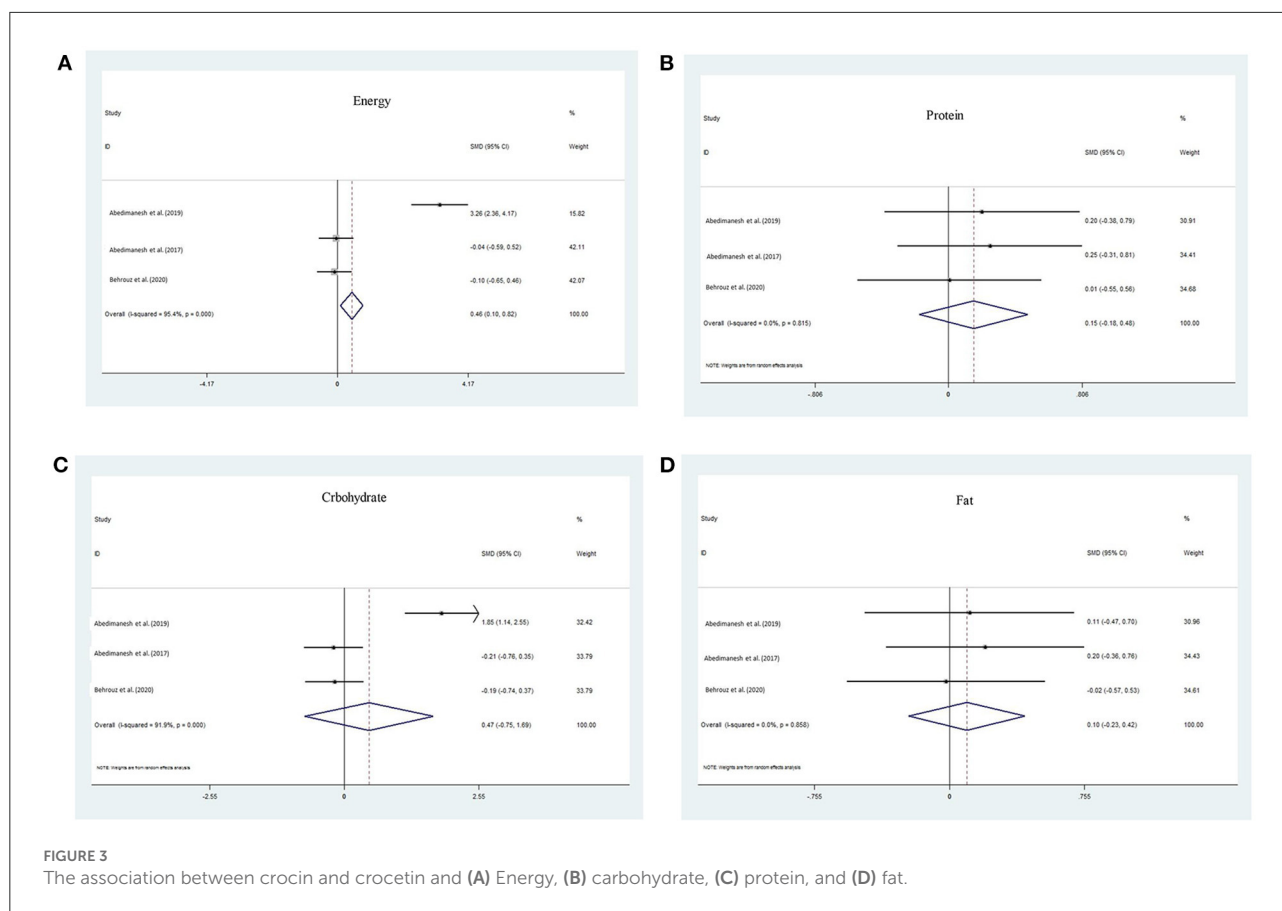 A
Energy
Study
%
ID
SMD (95% CI)
Weight
Abedimanesh et al. (2019)
3.26 (2.36, 4.17)
15.82
Abedimanesh et al. (2017)
-0.04 (-0.59, 0.52)
42.11
Behrouz et al. (2020)
-0.10 (-0.65, 0.46)
42.07
Overall (I-squared = 95.4%, p = 0.000)
0.46 (0.10, 0.82)
100.00
-4.17
0
4.17
B
Protein
Study
%
ID
SMD (95% CI)
Weight
Abedimanesh et al. (2019)
0.20 (-0.38, 0.79)
30.91
Abedimanesh et al. (2017)
0.25 (-0.31, 0.81)
34.41
Behrouz et al. (2020)
0.01 (-0.55, 0.56)
34.68
Overall (I-squared = 0.0%, p = 0.815)
0.15 (-0.18, 0.48)
100.00
NOTE: Weights are from random effects analysis
-.806
0
.806
C
Crbohydrate
Study
%
ID
SMD (95% CI)
Weight
Abedimanesh et al. (2019)
1.85 (1.14, 2.55)
32.42
Abedimanesh et al. (2017)
-0.21 (-0.76, 0.35)
33.79
Behrouz et al. (2020)
-0.19 (-0.74, 0.37)
33.79
Overall (I-squared = 91.9%, p = 0.000)
0.47 (-0.75, 1.69)
100.00
NOTE: Weights are from random effects analysis
-2.55
0
2.55
D
Fat
Study
%
ID
SMD (95% CI)
Weight
Abedimanesh et al. (2019)
0.11 (-0.47, 0.70)
30.96
Abedimanesh et al. (2017)
0.20 (-0.36, 0.76)
34.43
Behrouz et al. (2020)
-0.02 (-0.57, 0.53)
34.61
Overall (I-squared = 0.0%, p = 0.858)
0.10 (-0.23, 0.42)
100.00
NOTE: Weights are from random effects analysis
-.755
0
.755
FIGURE 3
The association between crocin and crocetin and (A) Energy, (B) carbohydrate, (C) protein, and (D) fat.